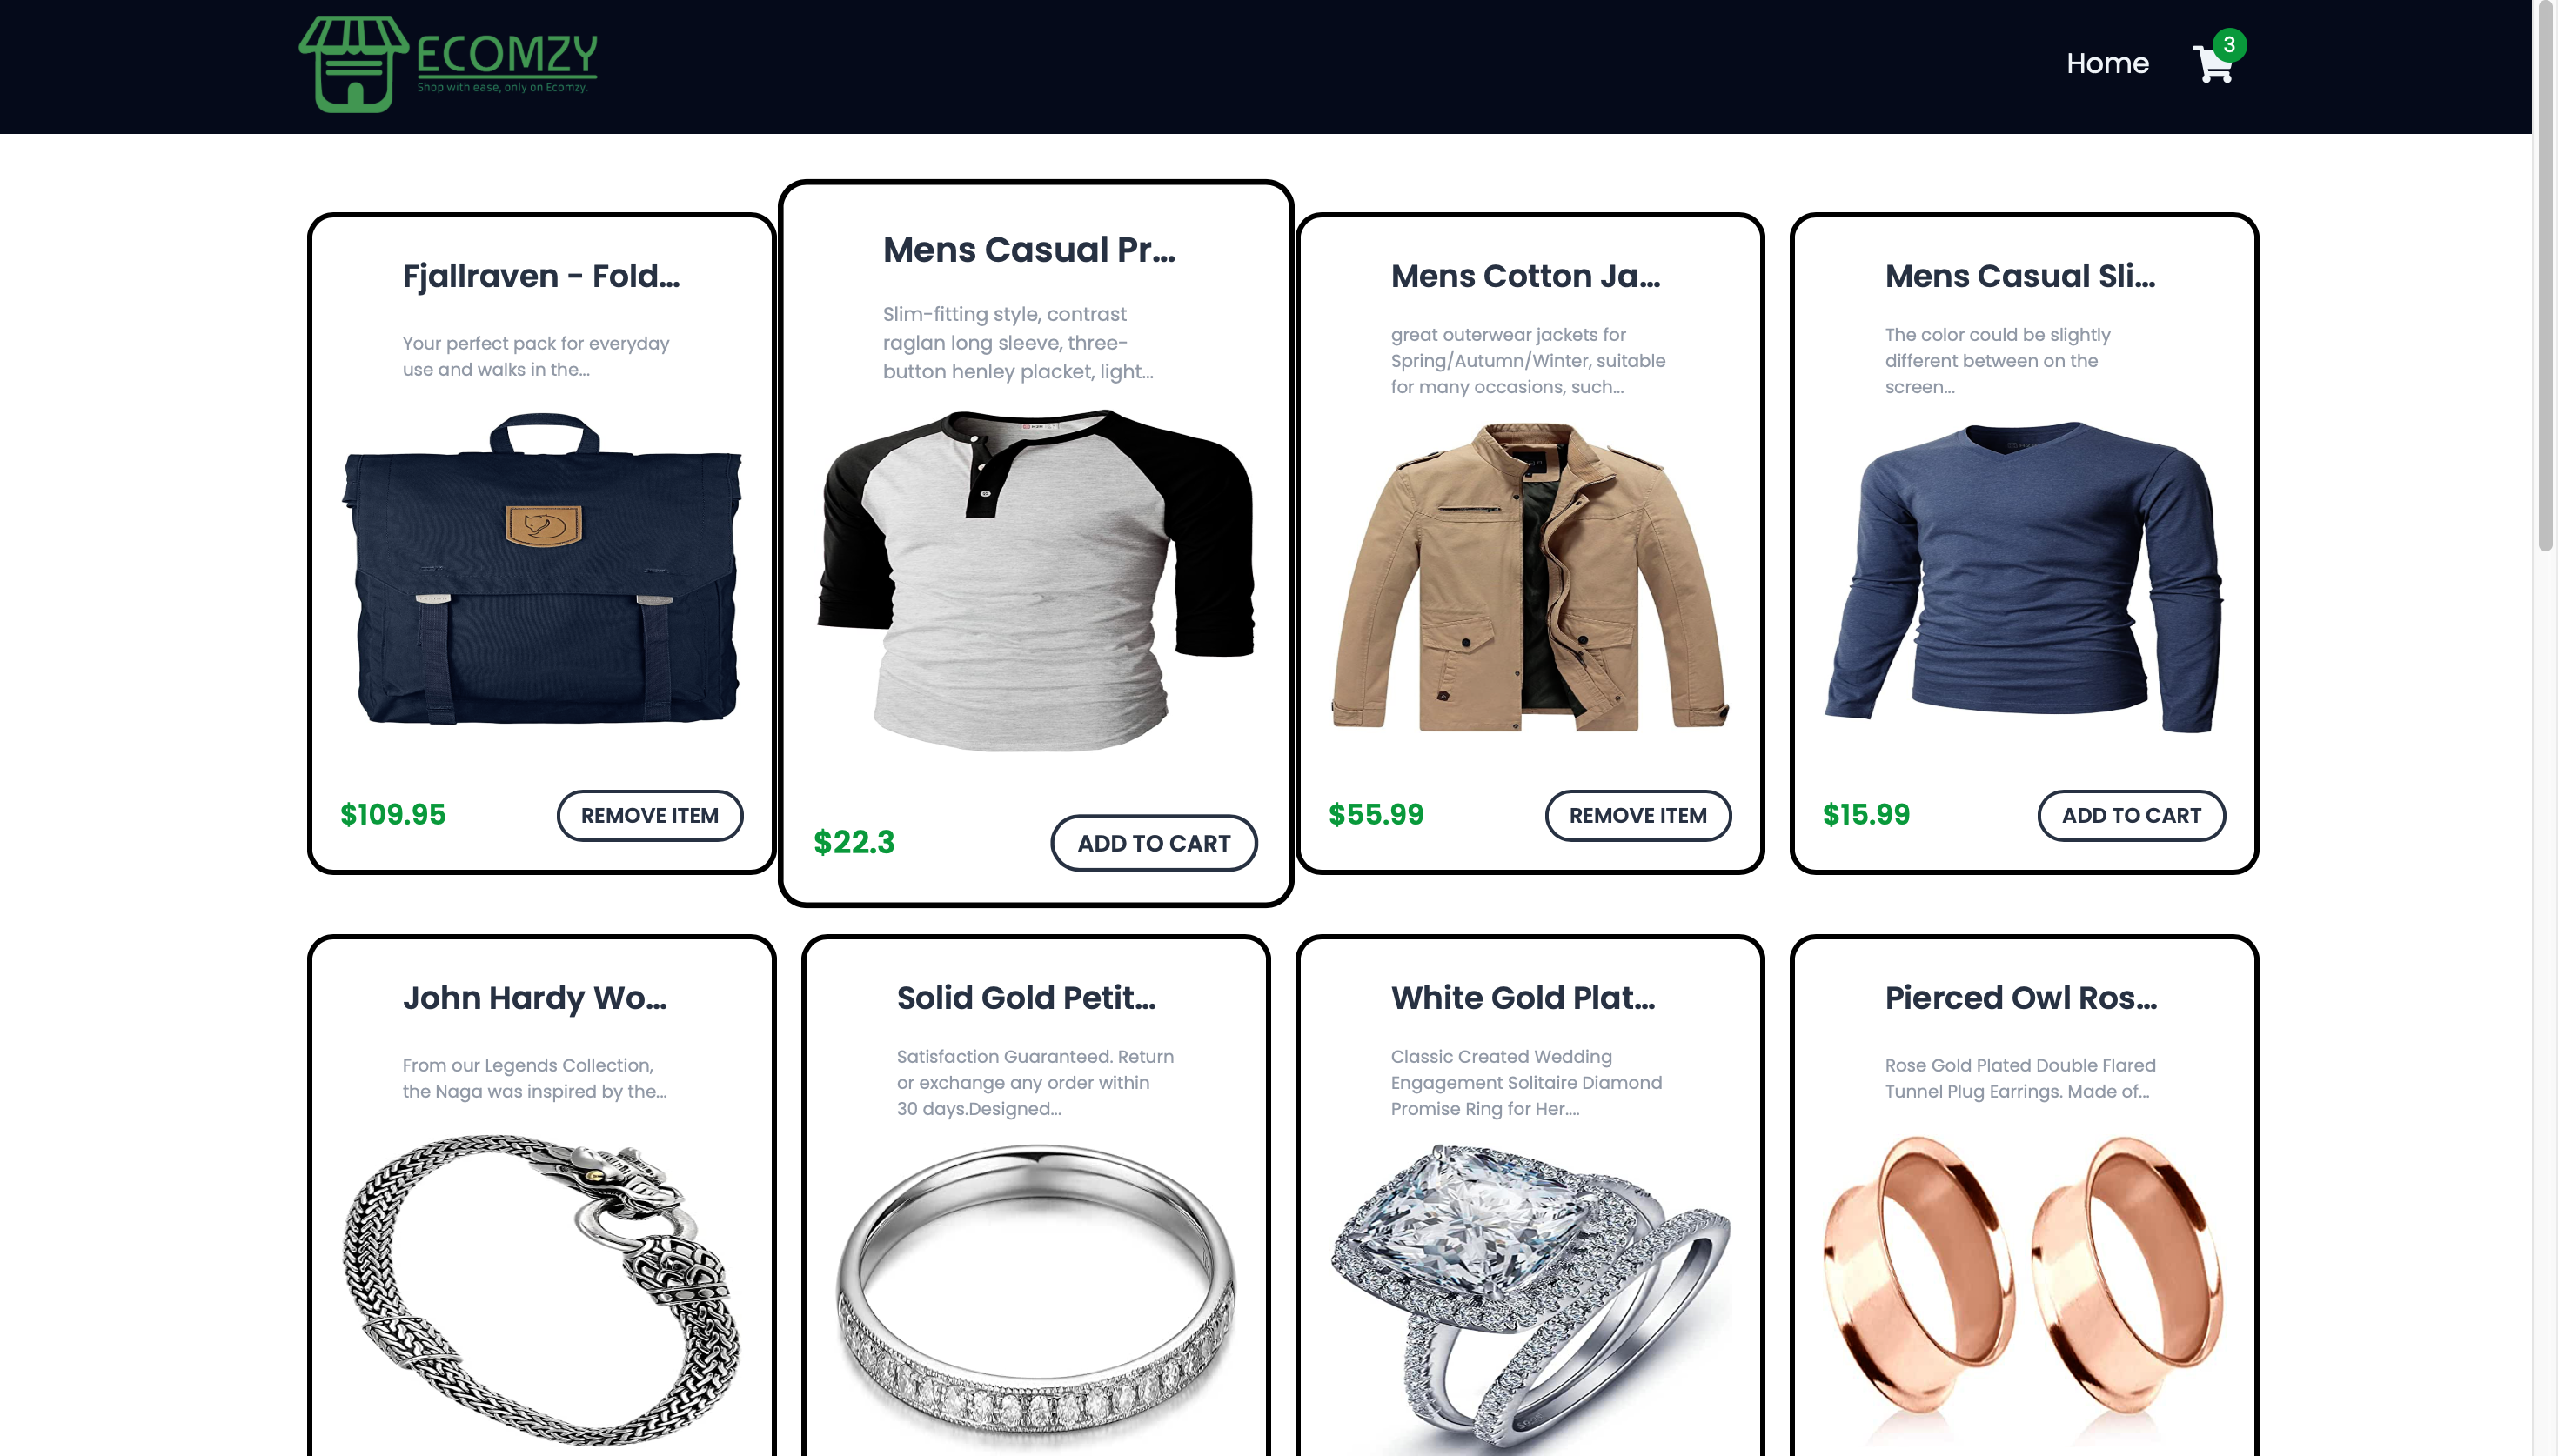 ECOMZY
Shop with ease, only on Ecomzy.
Home
3
Fjallraven - Fold...
Your perfect pack for everyday
use and walks in the...
$109.95
REMOVE ITEM
Mens Casual Pr...
Slim-fitting style, contrast
raglan long sleeve, three-
button henley placket, light...
$22.3
ADD TO CART
Mens Cotton Ja...
great outerwear jackets for
Spring/Autumn/Winter, suitable
for many occasions, such...
$55.99
REMOVE ITEM
Mens Casual Sli...
The color could be slightly
different between on the
screen...
$15.99
ADD TO CART
John Hardy Wo...
From our Legends Collection,
the Naga was inspired by the...
Solid Gold Petit...
Satisfaction Guaranteed. Return
or exchange any order within
30 days.Designed...
White Gold Plat...
Classic Created Wedding
Engagement Solitaire Diamond
Promise Ring for Her....
Pierced Owl Ros...
Rose Gold Plated Double Flared
Tunnel Plug Earrings. Made of...